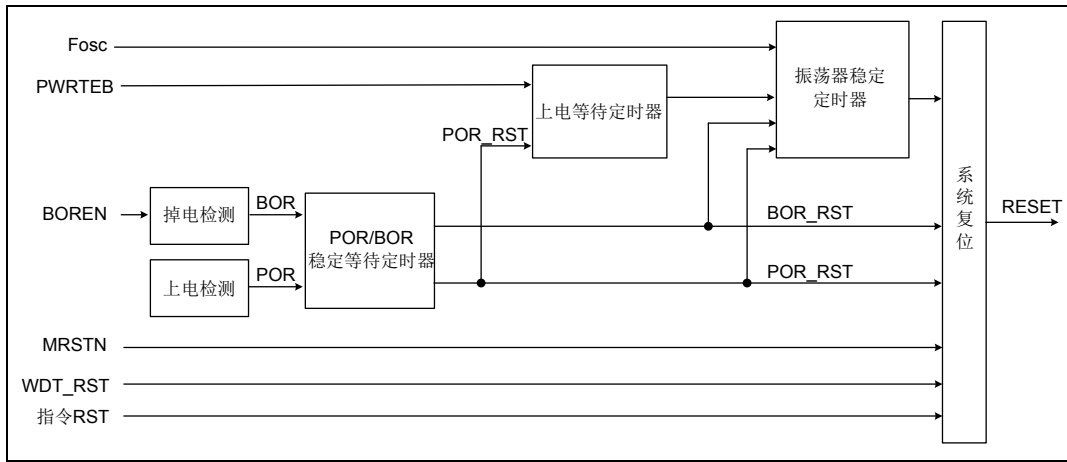 Fosc
PWRTEB
上电等待定时器
振荡器稳定
定时器
POR_RST
BOREN
掉电检测
BOR
POR/BOR
稳定等待定时器
上电检测
POR
BOR_RST
POR_RST
系统复位
RESET
MRSTN
WDT_RST
指令RST